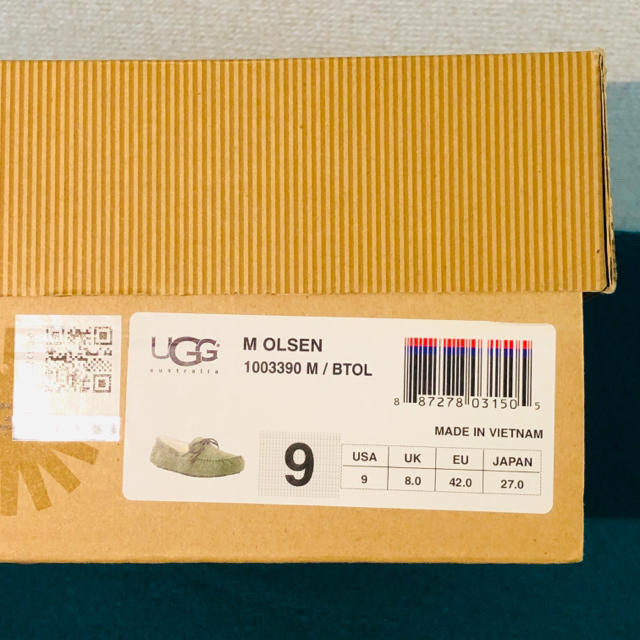 UGG
australia
M OLSEN
1003390 M / BTOL
8 87278 03150 5
MADE IN VIETNAM
9
USA UK EU JAPAN
9 8.0 42.0 27.0